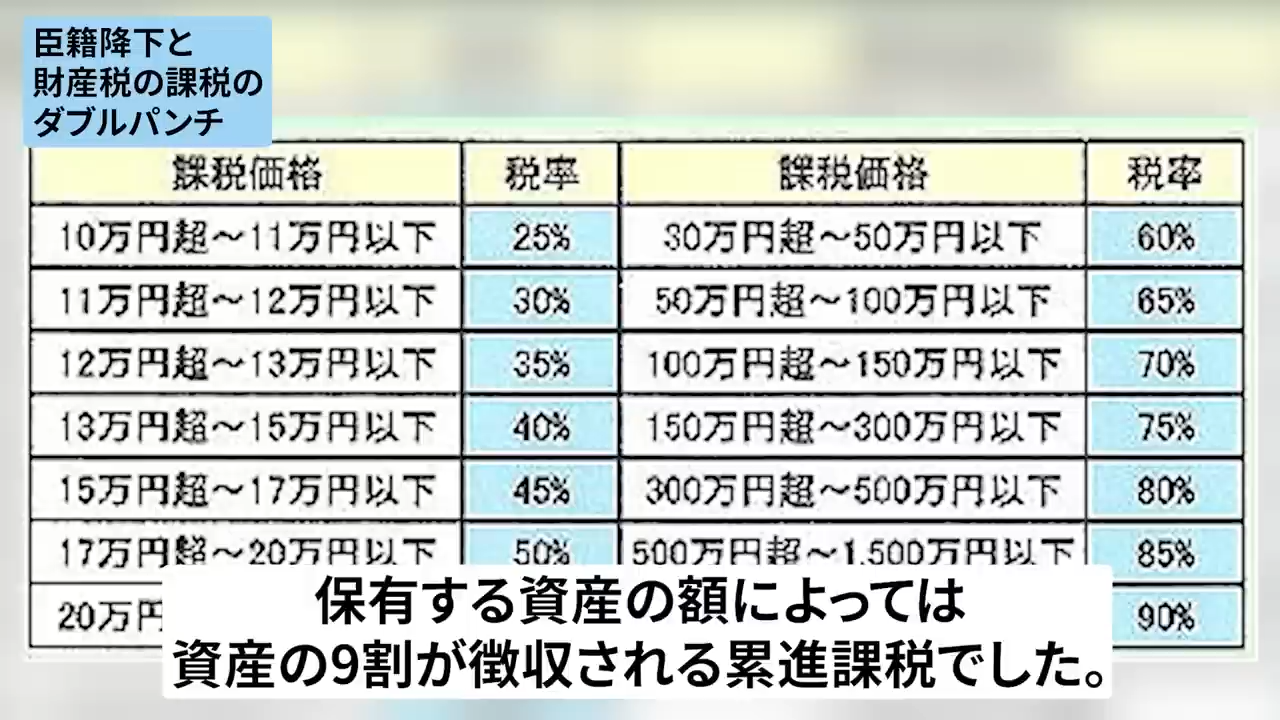 臣籍降下と
財産税の課税の
ダブルパンチ
課税価格 税率 課税価格 税率
10万円超～11万円以下 25% 30万円超～50万円以下 60%
11万円超～12万円以下 30% 50万円超～100万円以下 65%
12万円超～13万円以下 35% 100万円超～150万円以下 70%
13万円超～15万円以下 40% 150万円超～300万円以下 75%
15万円超～17万円以下 45% 300万円超～500万円以下 80%
17万円超～20万円以下 50% 500万円超～1,500万円以下 85%
20万円 90%
保有する資産の額によっては
資産の9割が徴収される累進課税でした。